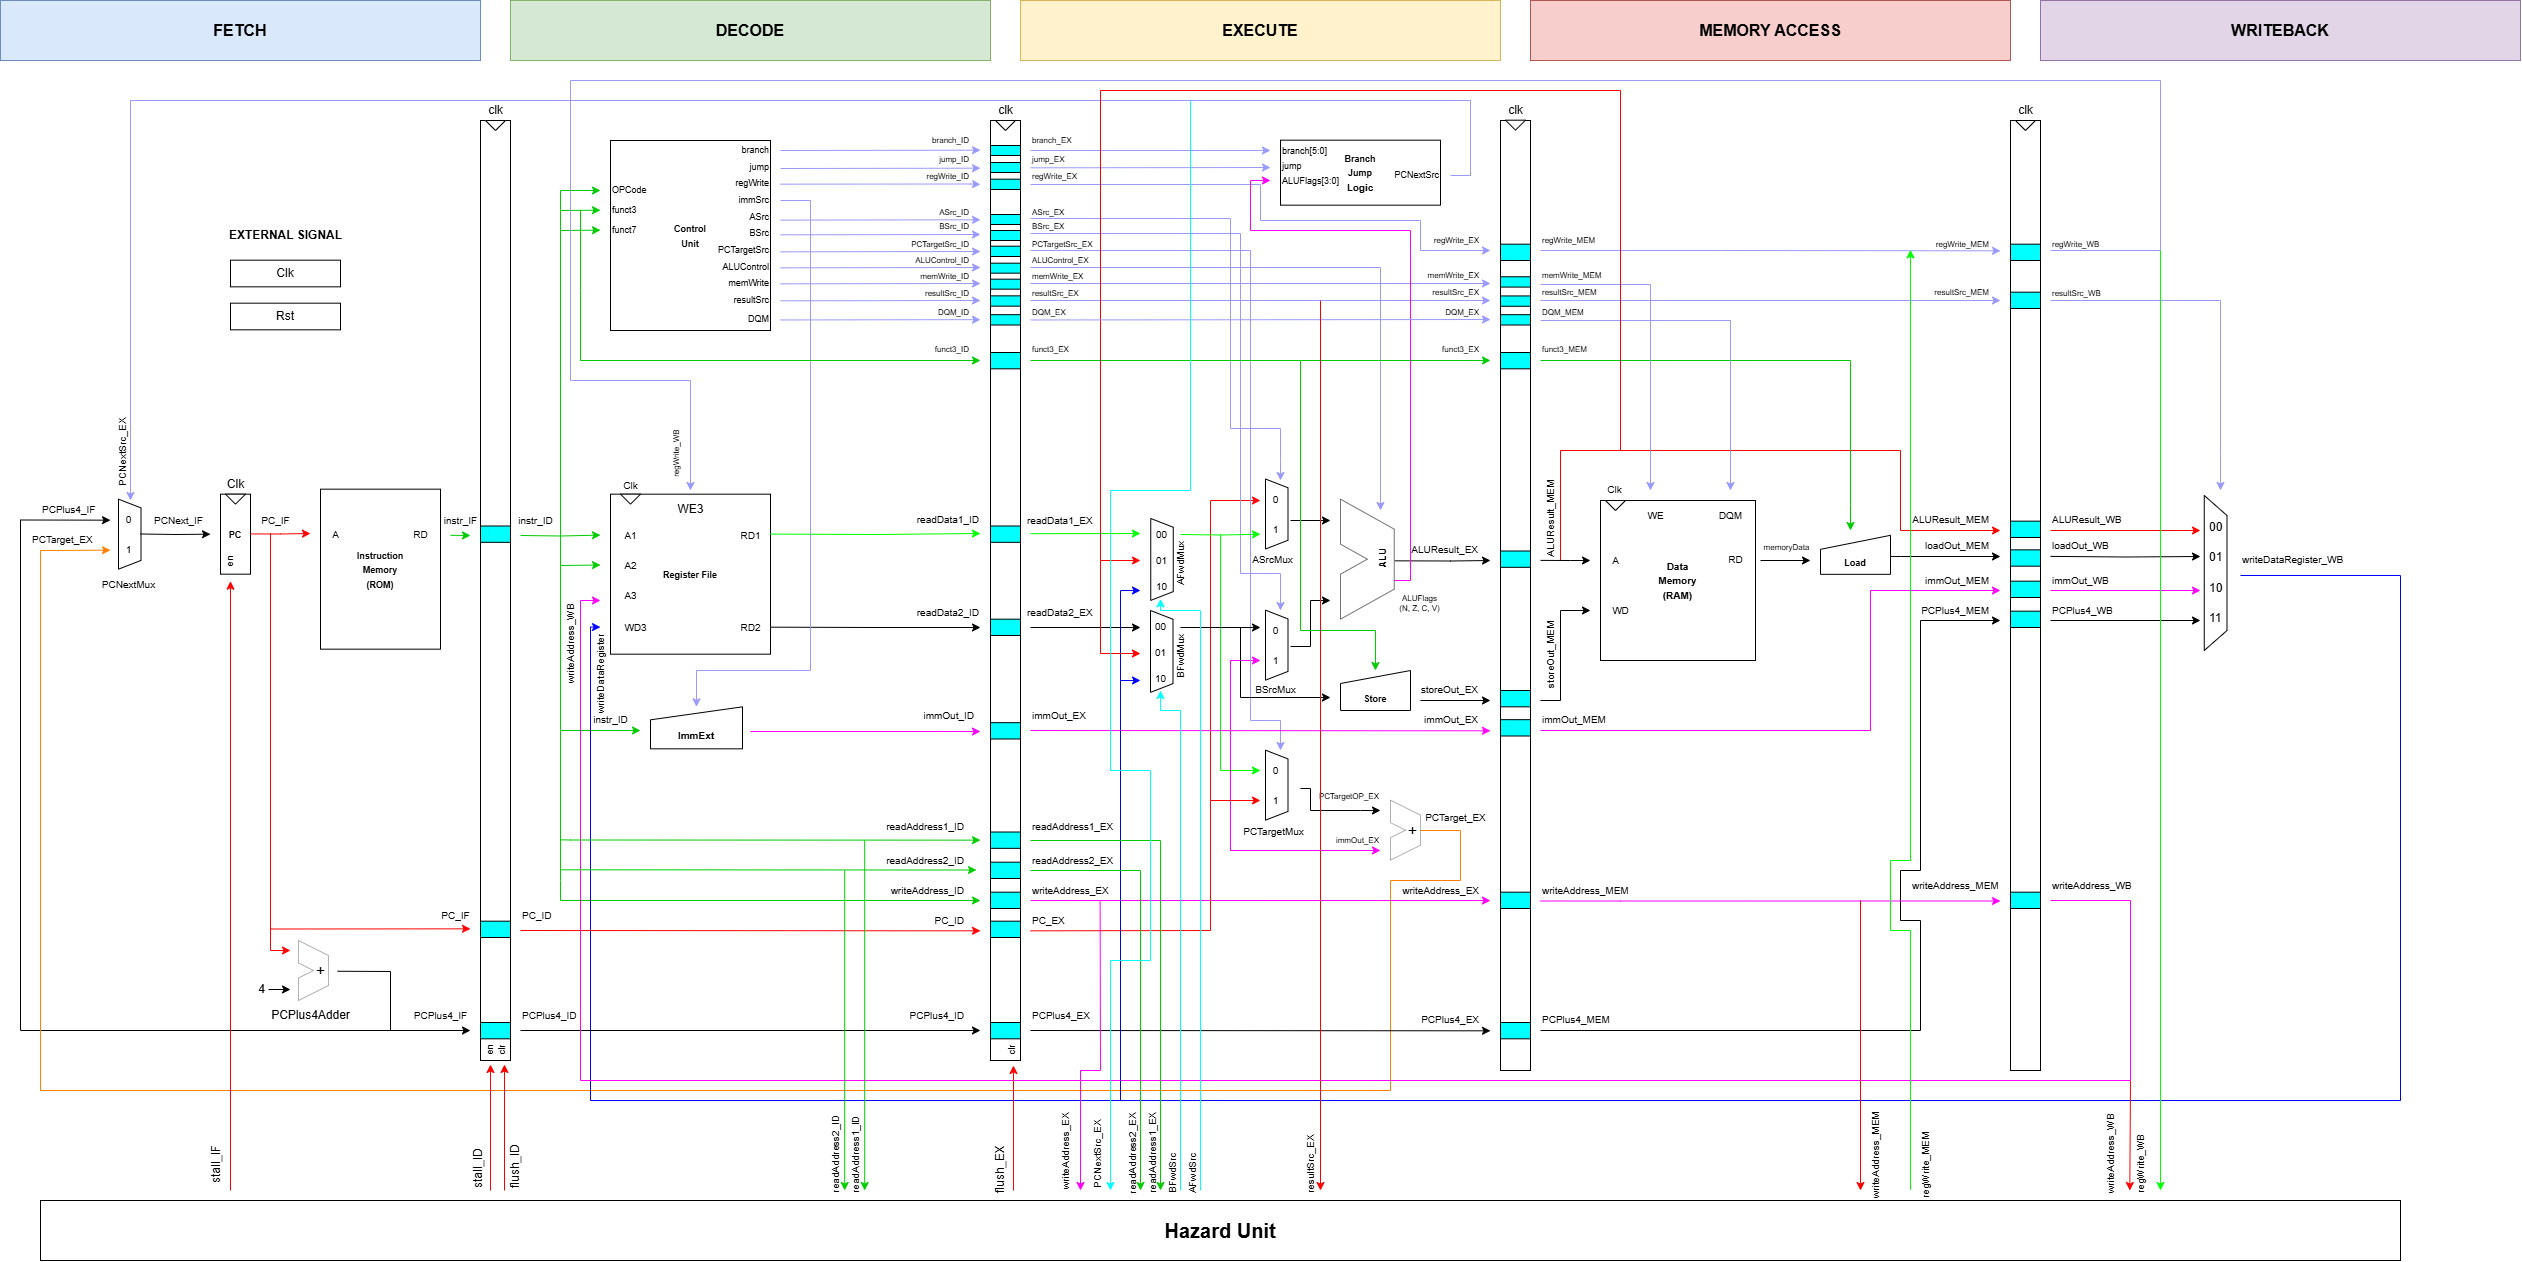 FETCH
DECODE
EXECUTE
MEMORY ACCESS
WRITEBACK
EXTERNAL SIGNAL
Clk
Rst
PCNextSrc_EX
PCPlus4_IF
PCTarget_EX
0
1
PCNextMux
PCNext_IF
Clk
PC
en
PC_IF
A
RD
Instruction
Memory
(ROM)
instr_IF
PC_IF
4
+
PCPlus4Adder
PCPlus4_IF
stall_IF
clk
en
clr
stall_ID
flush_ID
instr_ID
OPCode
funct3
funct7
Control
Unit
branch
jump
regWrite
immSrc
ASrc
BSrc
PCTargetSrc
ALUControl
memWrite
resultSrc
DQM
branch_ID
jump_ID
regWrite_ID
ASrc_ID
BSrc_ID
PCTargetSrc_ID
ALUControl_ID
memWrite_ID
resultSrc_ID
DQM_ID
funct3_ID
regWrite_WB
Clk
WE3
A1
A2
A3
WD3
RD1
RD2
Register File
writeAddress_WB
writeDataRegister
readData1_ID
readData2_ID
instr_ID
ImmExt
immOut_ID
readAddress1_ID
readAddress2_ID
writeAddress_ID
PC_ID
PC_ID
PCPlus4_ID
PCPlus4_ID
readAddress2_ID
readAddress1_ID
clk
clr
flush_EX
branch_EX
jump_EX
regWrite_EX
ASrc_EX
BSrc_EX
PCTargetSrc_EX
ALUControl_EX
memWrite_EX
resultSrc_EX
DQM_EX
funct3_EX
branch[5:0]
jump
ALUFlags[3:0]
Branch
Jump
Logic
PCNextSrc
readData1_EX
readData2_EX
00
01
10
AFwdMux
00
01
10
BFwdMux
0
1
ASrcMux
0
1
BSrcMux
ALU
ALUResult_EX
ALUFlags
(N, Z, C, V)
Store
storeOut_EX
immOut_EX
immOut_EX
0
1
PCTargetMux
PCTargetOP_EX
immOut_EX
+
PCTarget_EX
readAddress1_EX
readAddress2_EX
writeAddress_EX
writeAddress_EX
PC_EX
PCPlus4_EX
PCPlus4_EX
regWrite_EX
memWrite_EX
resultSrc_EX
DQM_EX
funct3_EX
writeAddress_EX
PCNextSrc_EX
readAddress2_EX
readAddress1_EX
BFwdSrc
AFwdSrc
resultSrc_EX
clk
regWrite_MEM
memWrite_MEM
resultSrc_MEM
DQM_MEM
funct3_MEM
ALUResult_MEM
storeOut_MEM
Clk
WE
DQM
A
RD
WD
Data
Memory
(RAM)
memoryData
Load
immOut_MEM
writeAddress_MEM
PCPlus4_MEM
regWrite_MEM
resultSrc_MEM
ALUResult_MEM
loadOut_MEM
immOut_MEM
PCPlus4_MEM
writeAddress_MEM
writeAddress_MEM
regWrite_MEM
clk
regWrite_WB
resultSrc_WB
ALUResult_WB
loadOut_WB
immOut_WB
PCPlus4_WB
00
01
10
11
writeDataRegister_WB
writeAddress_WB
writeAddress_WB
regWrite_WB
Hazard Unit